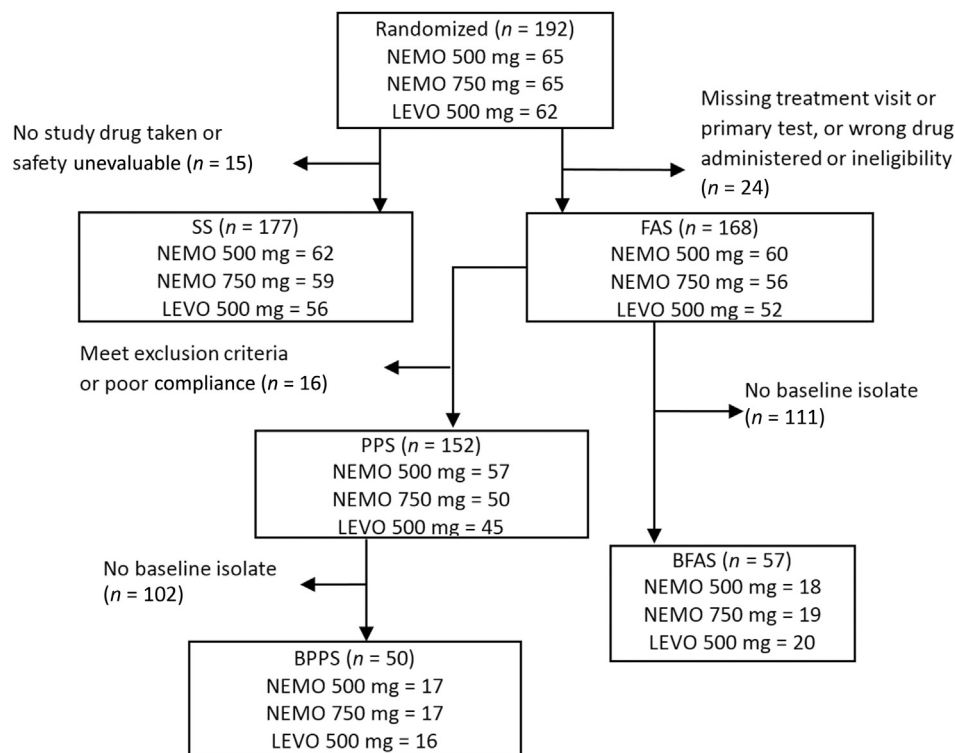 Randomized (n = 192)
NEMO 500 mg = 65
NEMO 750 mg = 65
LEVO 500 mg = 62
No study drug taken or
safety unevaluable (n = 15)
Missing treatment visit or
primary test, or wrong drug
administered or ineligibility
(n = 24)
SS (n = 177)
NEMO 500 mg = 62
NEMO 750 mg = 59
LEVO 500 mg = 56
FAS (n = 168)
NEMO 500 mg = 60
NEMO 750 mg = 56
LEVO 500 mg = 52
Meet exclusion criteria
or poor compliance (n = 16)
No baseline isolate
(n = 111)
PPS (n = 152)
NEMO 500 mg = 57
NEMO 750 mg = 50
LEVO 500 mg = 45
No baseline isolate
(n = 102)
BFAS (n = 57)
NEMO 500 mg = 18
NEMO 750 mg = 19
LEVO 500 mg = 20
BPPS (n = 50)
NEMO 500 mg = 17
NEMO 750 mg = 17
LEVO 500 mg = 16